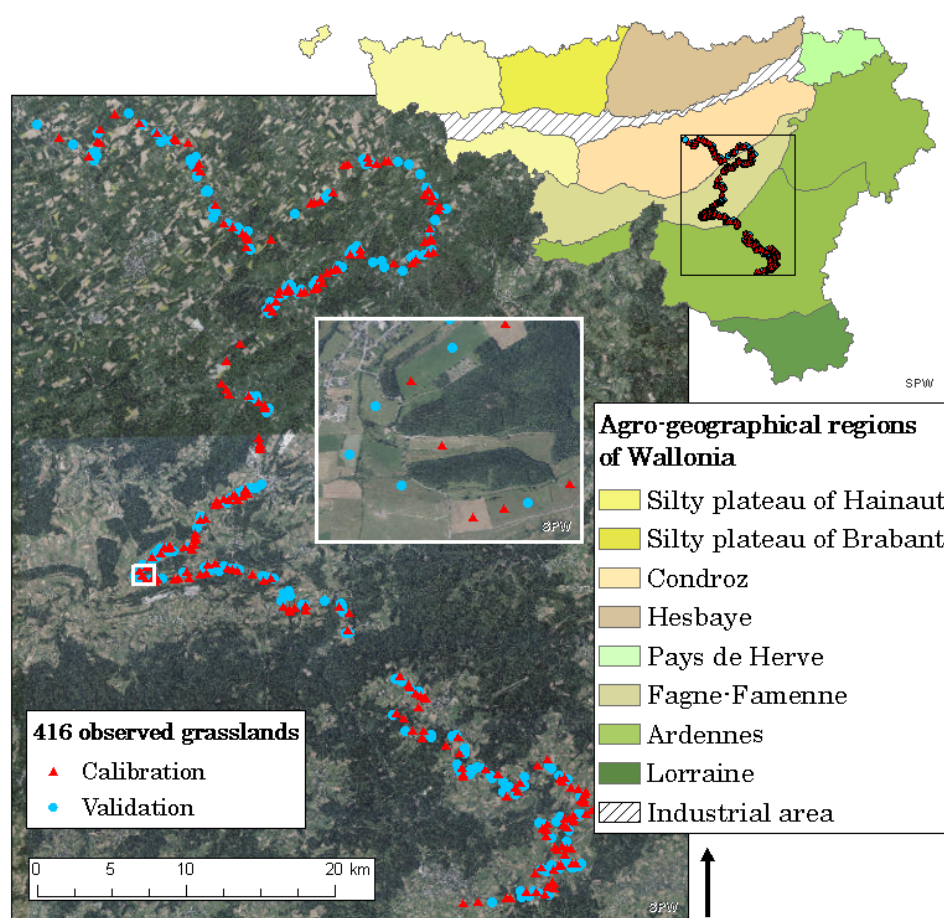 SPW
SPW
Agro-geographical regions
of Wallonia
Silty plateau of Hainaut
Silty plateau of Brabant
Condroz
Hesbaye
Pays de Herve
Fagne-Famenne
Ardennes
Lorraine
Industrial area
416 observed grasslands
Calibration
Validation
0 5 10 20 km
SPW